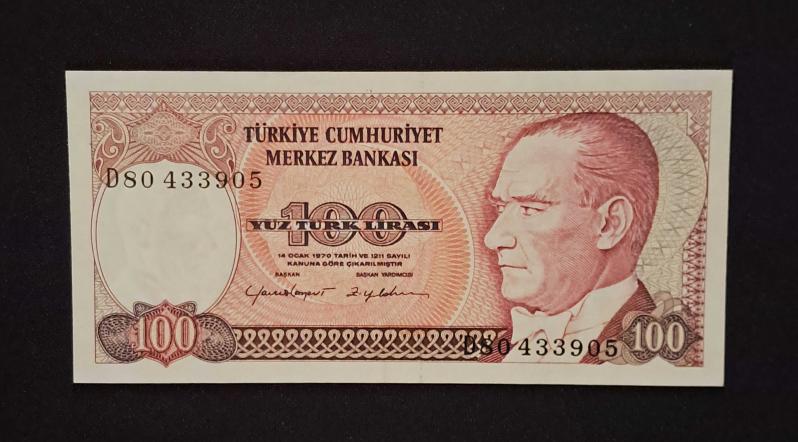 TÜRKİYE CUMHURİYET
MERKEZ BANKASI
D80 433905
100
YÜZ TÜRK LİRASI
14 OCAK 1970 TARİH VE 1211 SAYILI
KANUNA GÖRE ÇIKARILMIŞTIR
BAŞKAN BAŞKAN YARDIMCISI
100
D80 433905
100